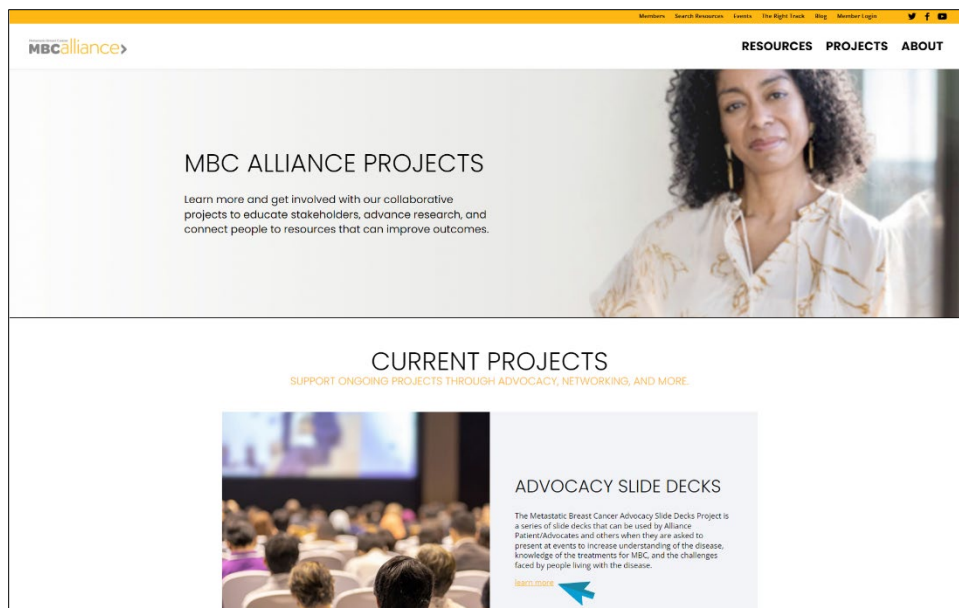 Members Search Resources Events The Right Track Blog Member Login
Metastatic Breast Cancer
MBCalliance
RESOURCES PROJECTS ABOUT
MBC ALLIANCE PROJECTS
Learn more and get involved with our collaborative
projects to educate stakeholders, advance research, and
connect people to resources that can improve outcomes.
CURRENT PROJECTS
SUPPORT ONGOING PROJECTS THROUGH ADVOCACY, NETWORKING, AND MORE.
ADVOCACY SLIDE DECKS
The Metastatic Breast Cancer Advocacy Slide Decks Project is
a series of slide decks that can be used by Alliance
Patient/Advocates and others when they are asked to
present at events to increase understanding of the disease,
knowledge of the treatments for MBC, and the challenges
faced by people living with the disease.
learn more